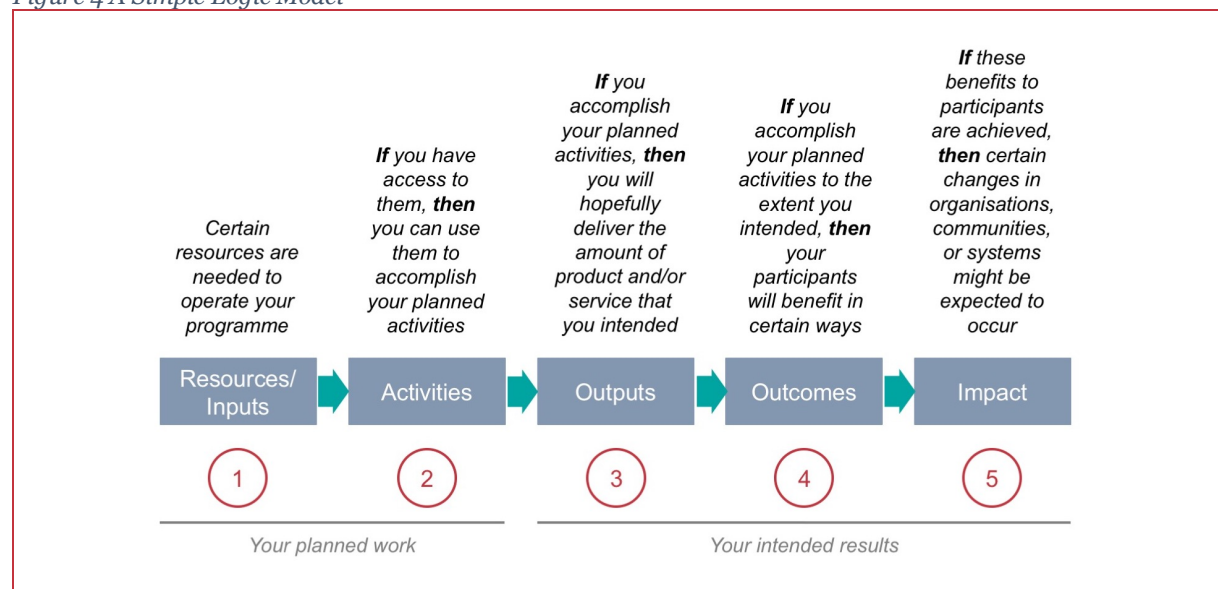 Figure 4 A Simple Logic Model
Certain
resources are
needed to
operate your
programme
If you have
access to
them, then
you can use
them to
accomplish
your planned
activities
If you
accomplish
your planned
activities, then
you will
hopefully
deliver the
amount of
product and/or
service that
you intended
If you
accomplish
your planned
activities to the
extent you
intended, then
your
participants
will benefit in
certain ways
If these
benefits to
participants
are achieved,
then certain
changes in
organisations,
communities,
or systems
might be
expected to
occur
Resources/
Inputs
Activities
Outputs
Outcomes
Impact
1
2
3
4
5
Your planned work
Your intended results